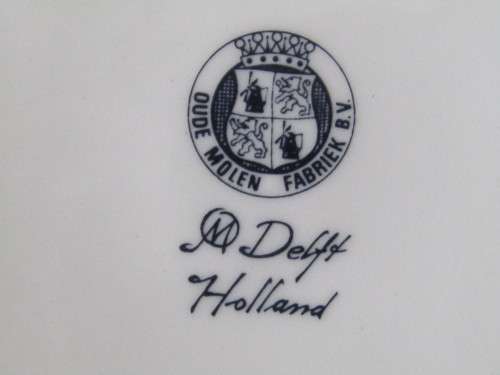 OUDE MOLEN FABRIEK B.V.
OM Delft
Holland